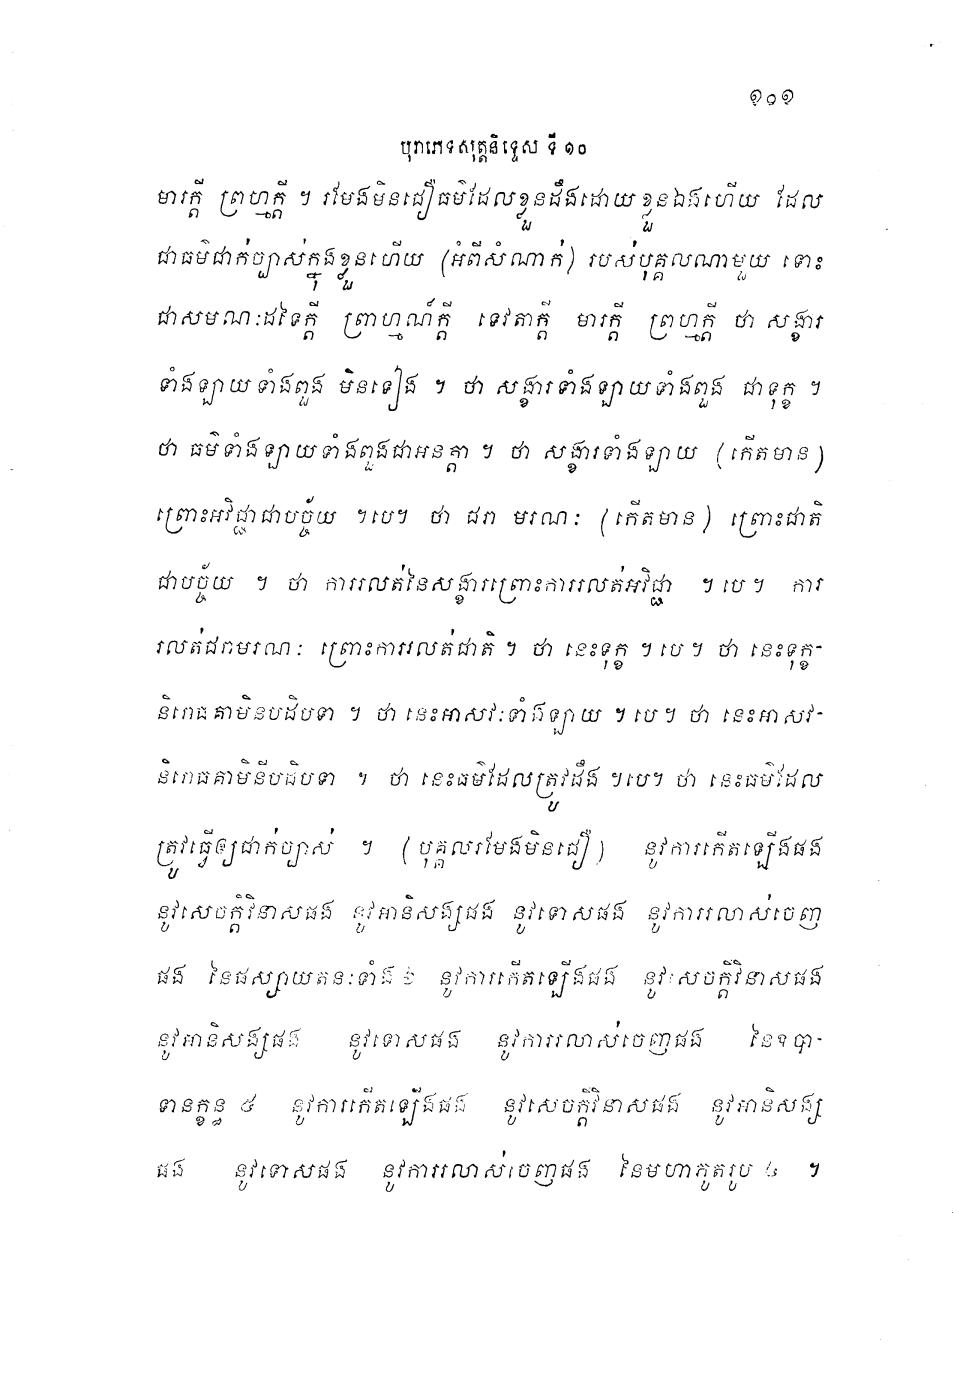 ១០១
បុរាភេទសុត្តនិទ្ទេស ទី ១០
មារក្តី ព្រហ្មក្តី ។ រមែងមិនជឿធម៌ដែលខ្លួនដឹងដោយខ្លួនឯងហើយ ដែល
ជាធម៌ជាក់ច្បាស់ក្នុងខ្លួនហើយ (អំពីសំណាក់) របស់បុគ្គលណាមួយ ទោះ
ជាសមណៈដទៃក្តី ព្រាហ្មណ៍ក្តី ទេវតាក្តី មារក្តី ព្រហ្មក្តី ថា សង្ខារ
ទាំងឡាយទាំងពួង មិនទៀង ។ ថា សង្ខារទាំងឡាយទាំងពួង ជាទុក្ខ ។
ថា ធម៌ទាំងឡាយទាំងពួងជាអនត្តា ។ ថា សង្ខារទាំងឡាយ (កើតមាន)
ព្រោះអវិជ្ជាជាបច្ច័យ ។បេ។ ថា ជរា មរណៈ (កើតមាន) ព្រោះជាតិ
ជាបច្ច័យ ។ ថា ការរលត់នៃសង្ខារព្រោះការរលត់អវិជ្ជា ។បេ។ ការ
រលត់ជរាមរណៈ ព្រោះការរលត់ជាតិ ។ ថា នេះទុក្ខ ។បេ។ ថា នេះទុក្ខ-
និរោធគាមិនបដិបទា ។ ថា នេះអាសវៈទាំងឡាយ ។បេ។ ថា នេះអាសវ-
និរោធគាមិនីបដិបទា ។ ថា នេះធម៌ដែលត្រូវដឹង ។បេ។ ថា នេះធម៌ដែល
ត្រូវធ្វើឲ្យជាក់ច្បាស់ ។ (បុគ្គលរមែងមិនជឿ) នូវការកើតឡើងផង
នូវសេចក្តីវិនាសផង នូវអានិសង្សផង នូវទោសផង នូវការរលាស់ចេញ
ផង នៃផស្សាយតនៈទាំង ៦ នូវការកើតឡើងផង នូវសេចក្តីវិនាសផង
នូវអានិសង្សផង នូវទោសផង នូវការរលាស់ចេញផង នៃឧបា-
ទានក្ខន្ធ ៥ នូវការកើតឡើងផង នូវសេចក្តីវិនាសផង នូវអានិសង្ស
ផង នូវទោសផង នូវការរលាស់ចេញផង នៃមហាភូតរូប ៤ ។